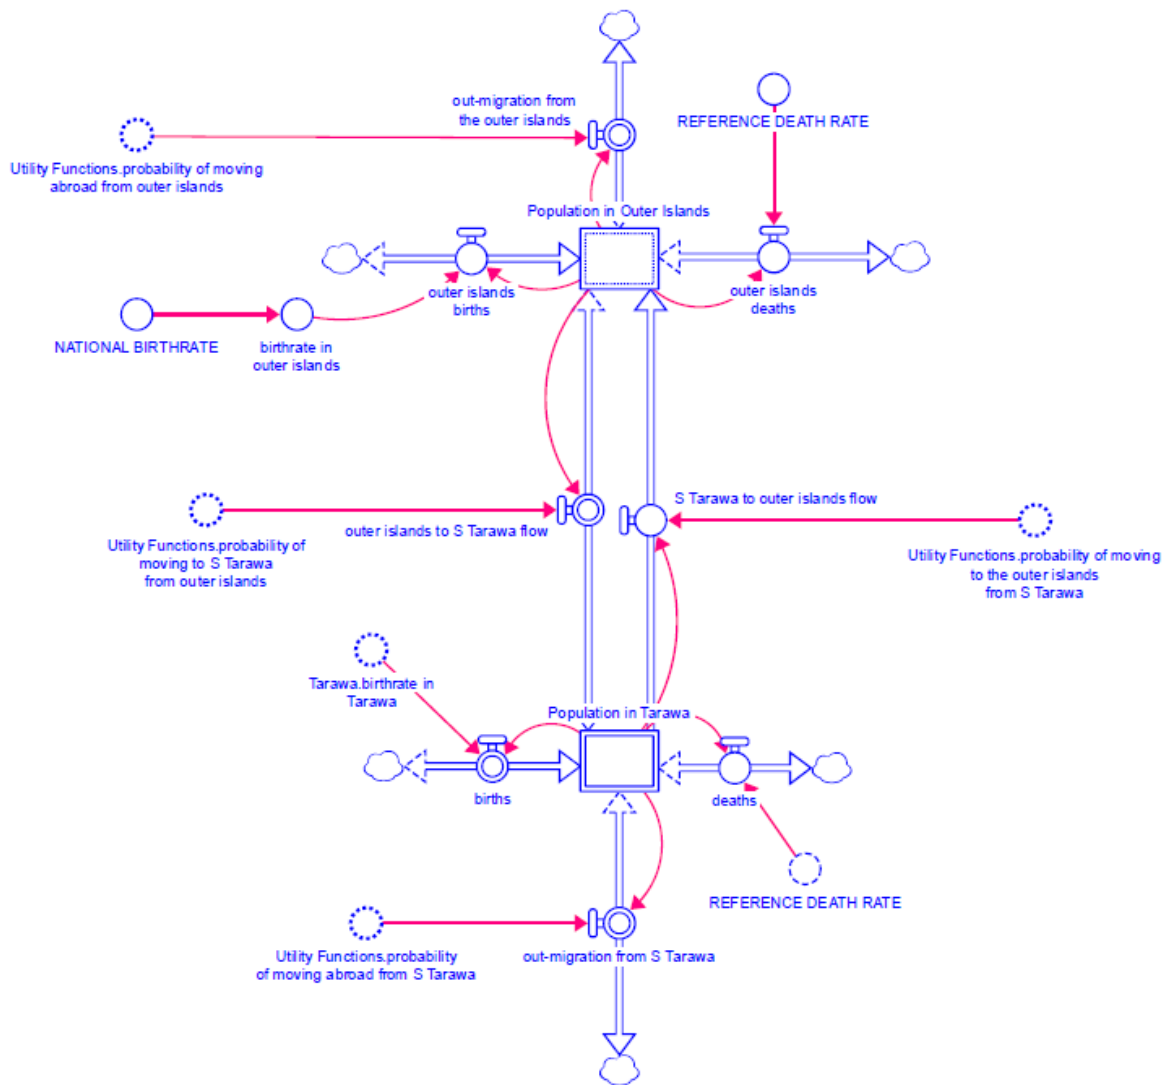 out-migration from
the outer islands
REFERENCE DEATH RATE
Utility Functions.probability of moving
abroad from outer islands
Population in Outer Islands
outer islands
births
outer islands
deaths
NATIONAL BIRTHRATE
birthrate in
outer islands
S Tarawa to outer islands flow
outer islands to S Tarawa flow
Utility Functions.probability of
moving to S Tarawa
from outer islands
Utility Functions.probability of moving
to the outer islands
from S Tarawa
Tarawa.birthrate in
Tarawa
Population in Tarawa
births
deaths
REFERENCE DEATH RATE
Utility Functions.probability
of moving abroad from S Tarawa
out-migration from S Tarawa